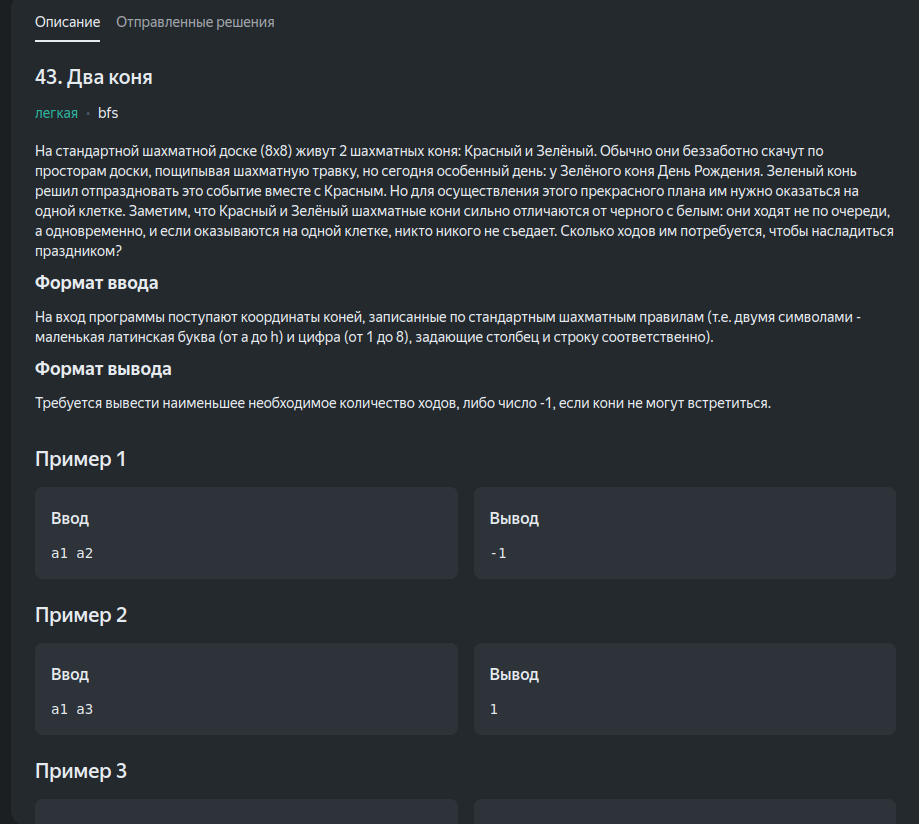 Описание Отправленные решения
43. Два коня
легкая • bfs
На стандартной шахматной доске (8x8) живут 2 шахматных коня: Красный и Зелёный. Обычно они беззаботно скачут по
просторам доски, пощипывая шахматную травку, но сегодня особенный день: у Зелёного коня День Рождения. Зеленый конь
решил отпраздновать это событие вместе с Красным. Но для осуществления этого прекрасного плана им нужно оказаться на
одной клетке. Заметим, что Красный и Зелёный шахматные кони сильно отличаются от черного с белым: они ходят не по очереди,
а одновременно, и если оказываются на одной клетке, никто никого не съедает. Сколько ходов им потребуется, чтобы насладиться
праздником?
Формат ввода
На вход программы поступают координаты коней, записанные по стандартным шахматным правилам (т.е. двумя символами -
маленькая латинская буква (от a до h) и цифра (от 1 до 8), задающие столбец и строку соответственно).
Формат вывода
Требуется вывести наименьшее необходимое количество ходов, либо число -1, если кони не могут встретиться.
Пример 1
Ввод Вывод
a1 a2 -1
Пример 2
Ввод Вывод
a1 a3 1
Пример 3